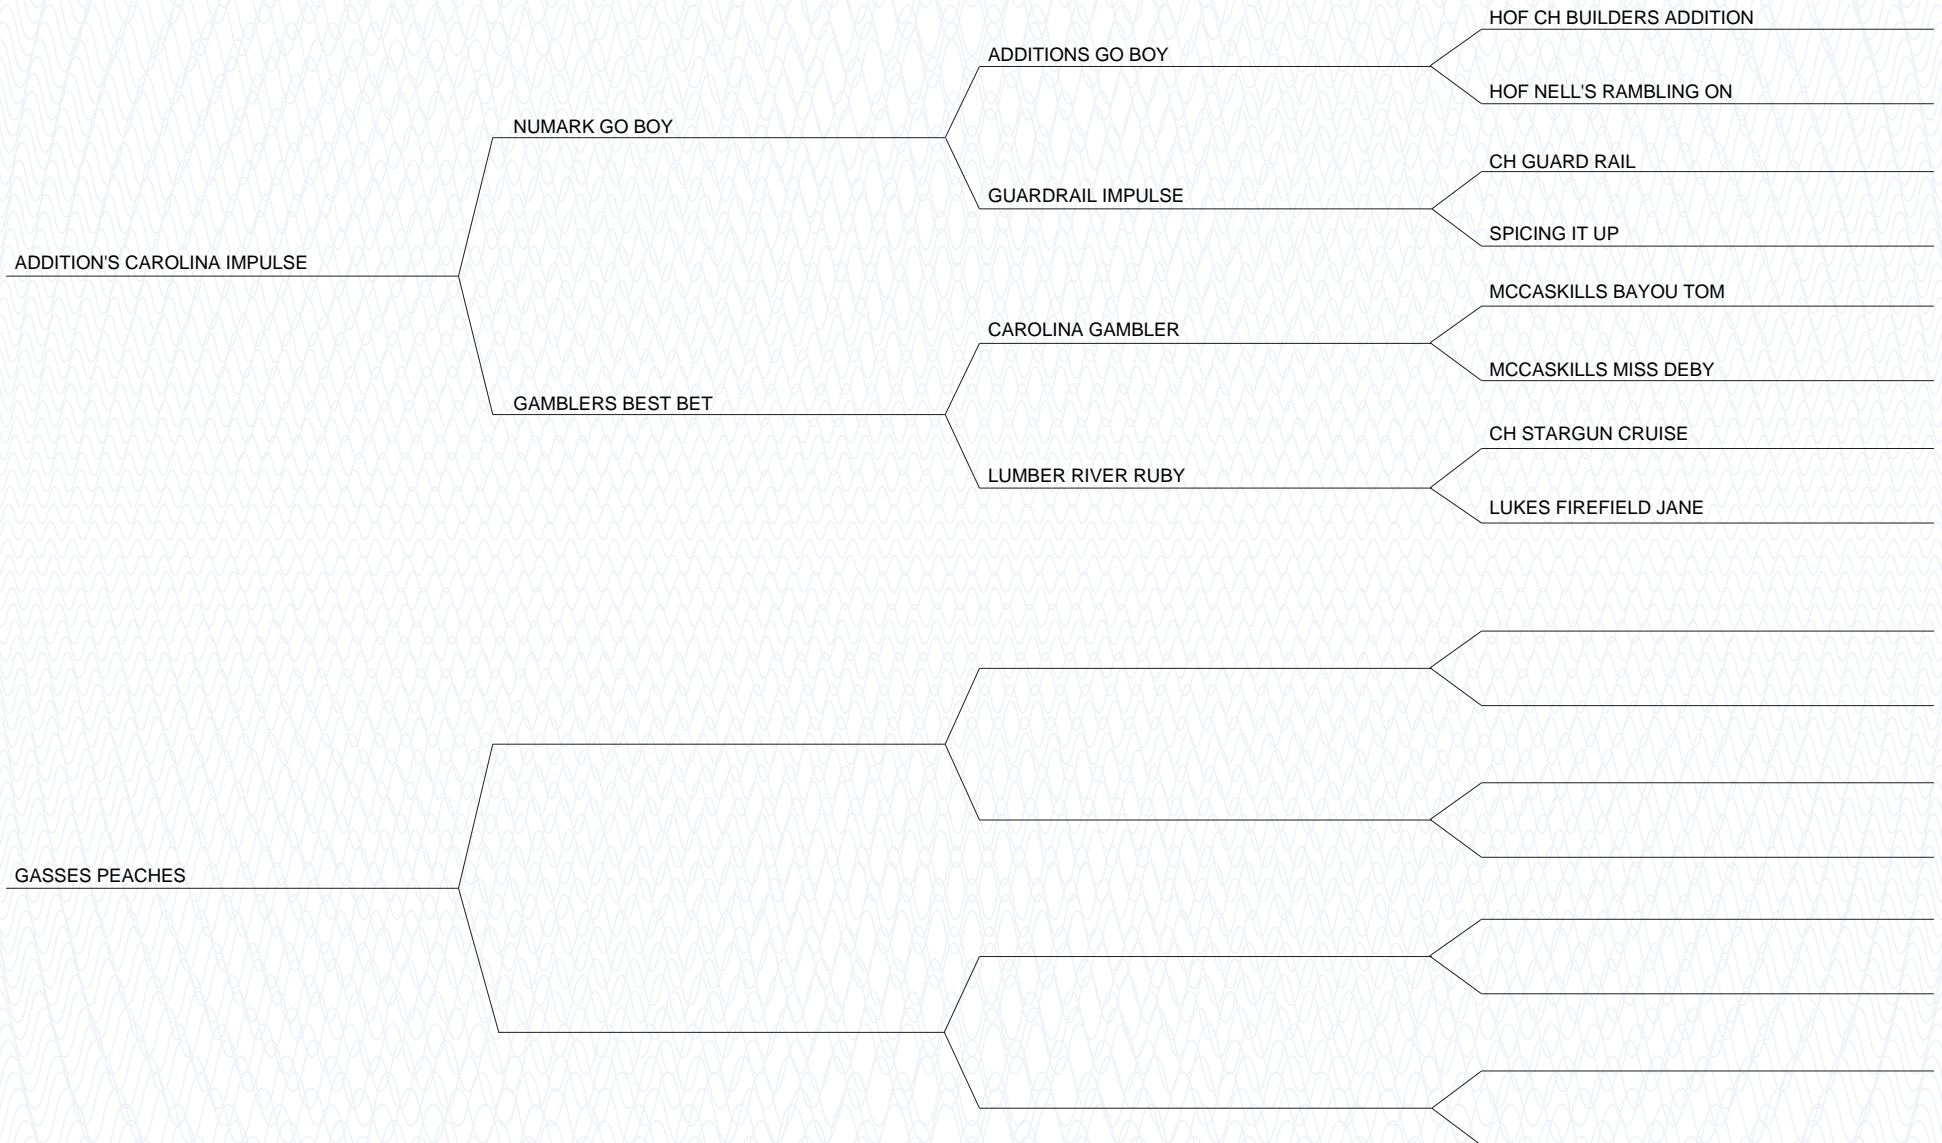 HOF CH BUILDERS ADDITION
ADDITIONS GO BOY
HOF NELL'S RAMBLING ON
NUMARK GO BOY
CH GUARD RAIL
GUARDRAIL IMPULSE
SPICING IT UP
ADDITION'S CAROLINA IMPULSE
MCCASKILLS BAYOU TOM
CAROLINA GAMBLER
MCCASKILLS MISS DEBY
GAMBLERS BEST BET
CH STARGUN CRUISE
LUMBER RIVER RUBY
LUKES FIREFIELD JANE
GASSES PEACHES